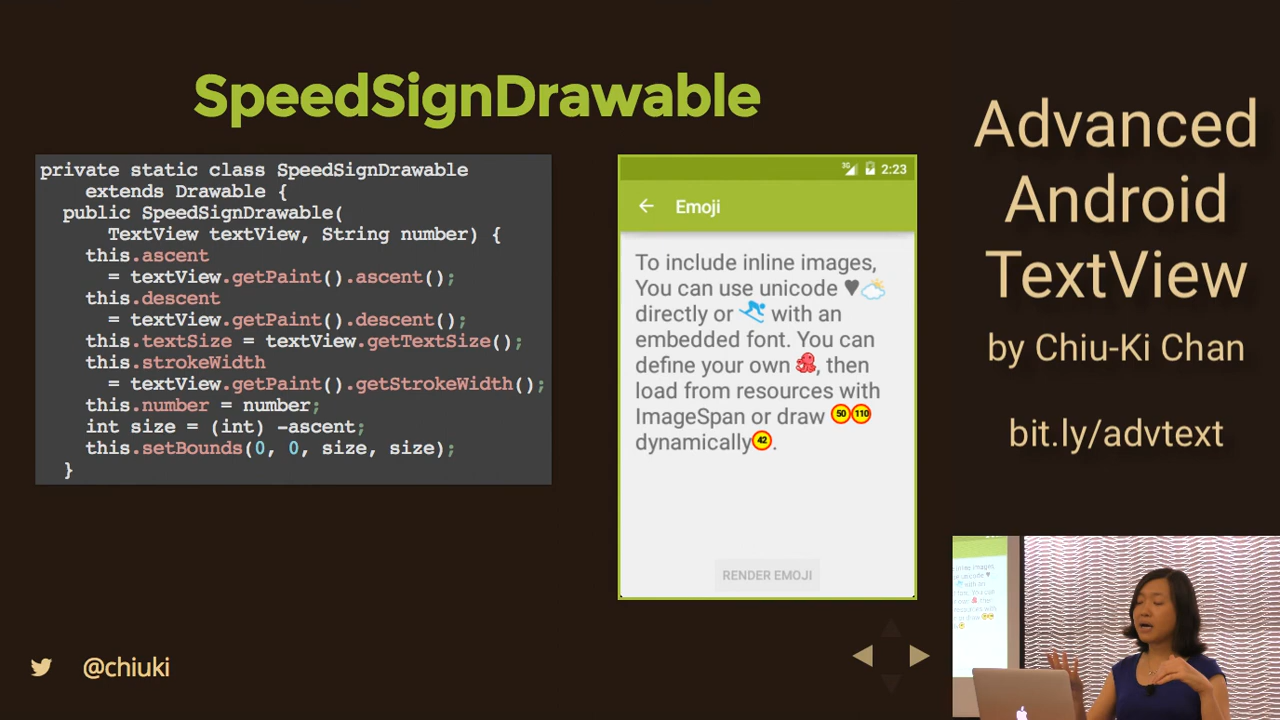 SpeedSignDrawable
private static class SpeedSignDrawable
extends Drawable {
public SpeedSignDrawable(
TextView textView, String number) {
this.ascent
= textView.getPaint().ascent();
this.descent
= textView.getPaint().descent();
this.textSize = textView.getTextSize();
this.strokeWidth
= textView.getPaint().getStrokeWidth();
this.number = number;
int size = (int) -ascent;
this.setBounds(0, 0, size, size);
}
3G 2:23
← Emoji
To include inline images,
You can use unicode ♥⛅
directly or ⛷ with an
embedded font. You can
define your own 🐙, then
load from resources with
ImageSpan or draw 50 110
dynamically 42.
RENDER EMOJI
@chiuki
Advanced
Android
TextView
by Chiu-Ki Chan
bit.ly/advtext